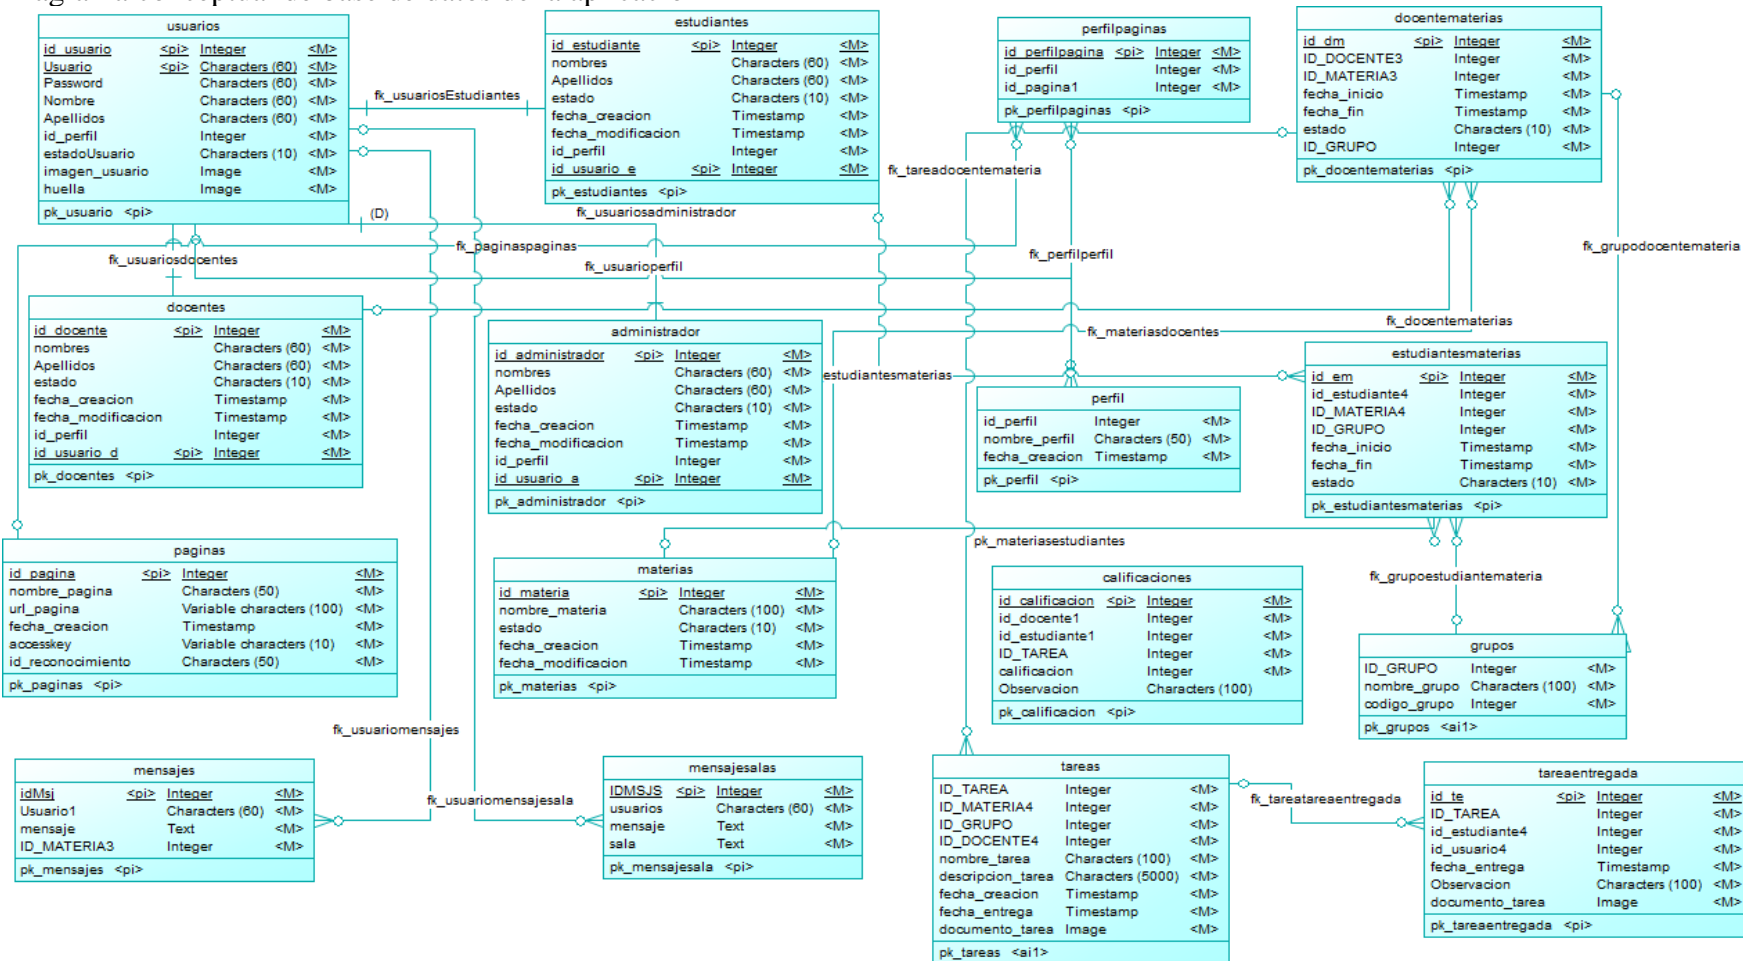 usuarios
id_usuario <pi> Integer <M>
Usuario <pi> Characters (60) <M>
Password Characters (60) <M>
Nombre Characters (60) <M>
Apellidos Characters (60) <M>
id_perfil Integer <M>
estadoUsuario Characters (10) <M>
imagen_usuario Image <M>
huella Image <M>
pk_usuario <pi>
estudiantes
id_estudiante <pi> Integer <M>
nombres Characters (60) <M>
Apellidos Characters (60) <M>
estado Characters (10) <M>
fecha_creacion Timestamp <M>
fecha_modificacion Timestamp <M>
id_perfil Integer <M>
id_usuario_e <pi> Integer <M>
pk_estudiantes <pi>
perfilpaginas
id_perfilpagina <pi> Integer <M>
id_perfil Integer <M>
id_pagina1 Integer <M>
pk_perfilpaginas <pi>
docentematerias
id_dm <pi> Integer <M>
ID_DOCENTE3 Integer <M>
ID_MATERIA3 Integer <M>
fecha_inicio Timestamp <M>
fecha_fin Timestamp <M>
estado Characters (10) <M>
ID_GRUPO Integer <M>
pk_docentematerias <pi>
fk_usuariosEstudiantes
fk_tareadocentemateria
(D)
fk_usuariosadministrador
fk_paginaspaginas
fk_usuariosdocentes
fk_usuarioperfil
fk_perfilperfil
fk_grupodocentemateria
docentes
id_docente <pi> Integer <M>
nombres Characters (60) <M>
Apellidos Characters (60) <M>
estado Characters (10) <M>
fecha_creacion Timestamp <M>
fecha_modificacion Timestamp <M>
id_perfil Integer <M>
id_usuario_d <pi> Integer <M>
pk_docentes <pi>
administrador
id_administrador <pi> Integer <M>
nombres Characters (60) <M>
Apellidos Characters (60) <M>
estado Characters (10) <M>
fecha_creacion Timestamp <M>
fecha_modificacion Timestamp <M>
id_perfil Integer <M>
id_usuario_a <pi> Integer <M>
pk_administrador <pi>
fk_materiasdocentes
fk_docentematerias
estudiantesmaterias
perfil
id_perfil Integer <M>
nombre_perfil Characters (50) <M>
fecha_creacion Timestamp <M>
pk_perfil <pi>
estudiantesmaterias
id_em <pi> Integer <M>
id_estudiante4 Integer <M>
ID_MATERIA4 Integer <M>
ID_GRUPO Integer <M>
fecha_inicio Timestamp <M>
fecha_fin Timestamp <M>
estado Characters (10) <M>
pk_estudiantesmaterias <pi>
paginas
id_pagina <pi> Integer <M>
nombre_pagina Characters (50) <M>
url_pagina Variable characters (100) <M>
fecha_creacion Timestamp <M>
accesskey Variable characters (10) <M>
id_reconocimiento Characters (50) <M>
pk_paginas <pi>
materias
id_materia <pi> Integer <M>
nombre_materia Characters (100) <M>
estado Characters (10) <M>
fecha_creacion Timestamp <M>
fecha_modificacion Timestamp <M>
pk_materias <pi>
pk_materiasestudiantes
calificaciones
id_calificacion <pi> Integer <M>
id_docente1 Integer <M>
id_estudiante1 Integer <M>
ID_TAREA Integer <M>
calificacion Integer <M>
Observacion Characters (100)
pk_calificacion <pi>
fk_grupoestudiantemateria
grupos
ID_GRUPO Integer <M>
nombre_grupo Characters (100) <M>
codigo_grupo Integer <M>
pk_grupos <ai1>
fk_usuariomensajes
fk_usuariomensajesala
mensajes
idMsj <pi> Integer <M>
Usuario1 Characters (60) <M>
mensaje Text <M>
ID_MATERIA3 Integer <M>
pk_mensajes <pi>
mensajesalas
IDMSJS <pi> Integer <M>
usuarios Characters (60) <M>
mensaje Text <M>
sala Text <M>
pk_mensajesala <pi>
tareas
ID_TAREA Integer <M>
ID_MATERIA4 Integer <M>
ID_GRUPO Integer <M>
ID_DOCENTE4 Integer <M>
nombre_tarea Characters (100) <M>
descripcion_tarea Characters (5000) <M>
fecha_creacion Timestamp <M>
fecha_entrega Timestamp <M>
documento_tarea Image <M>
pk_tareas <ai1>
fk_tareatareaentregada
tareaentregada
id_te <pi> Integer <M>
ID_TAREA Integer <M>
id_estudiante4 Integer <M>
id_usuario4 Integer <M>
fecha_entrega Timestamp <M>
Observacion Characters (100) <M>
documento_tarea Image <M>
pk_tareaentregada <pi>